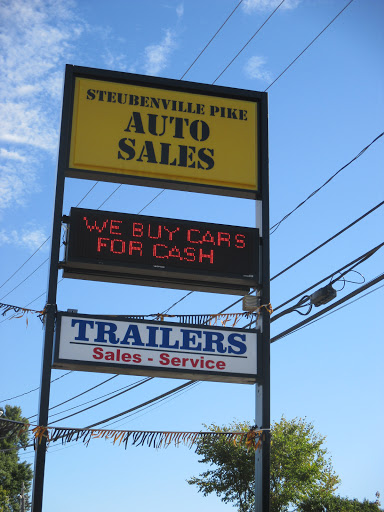 STEUBENVILLE PIKE
AUTO
SALES
WE BUY CARS
FOR CASH
TRAILERS
Sales - Service